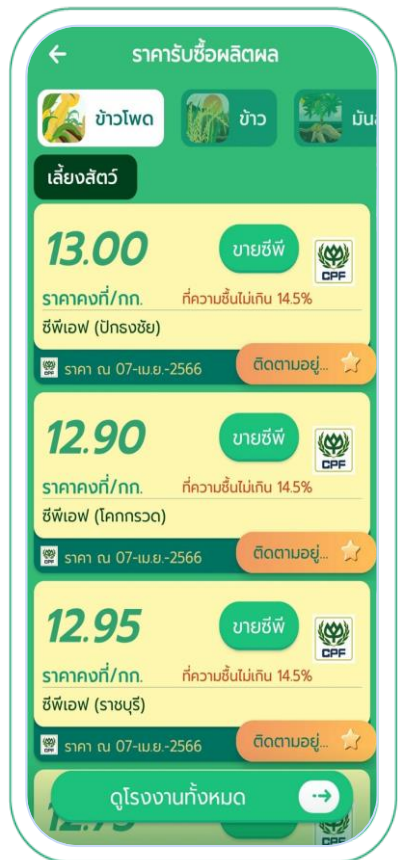 ราคารับซื้อผลิตผล
ข้าวโพด
ข้าว
มัน
เลี้ยงสัตว์
13.00
ขายซีพี
CPF
ราคาคงที่/กก.
ที่ความชื้นไม่เกิน 14.5%
ซีพีเอฟ (ปักธงชัย)
CPF
ราคา ณ 07-เม.ย.-2566
ติดตามอยู่...
12.90
ขายซีพี
CPF
ราคาคงที่/กก.
ที่ความชื้นไม่เกิน 14.5%
ซีพีเอฟ (โคกกรวด)
CPF
ราคา ณ 07-เม.ย.-2566
ติดตามอยู่...
12.95
ขายซีพี
CPF
ราคาคงที่/กก.
ที่ความชื้นไม่เกิน 14.5%
ซีพีเอฟ (ราชบุรี)
CPF
ราคา ณ 07-เม.ย.-2566
ติดตามอยู่...
ดูโรงงานทั้งหมด